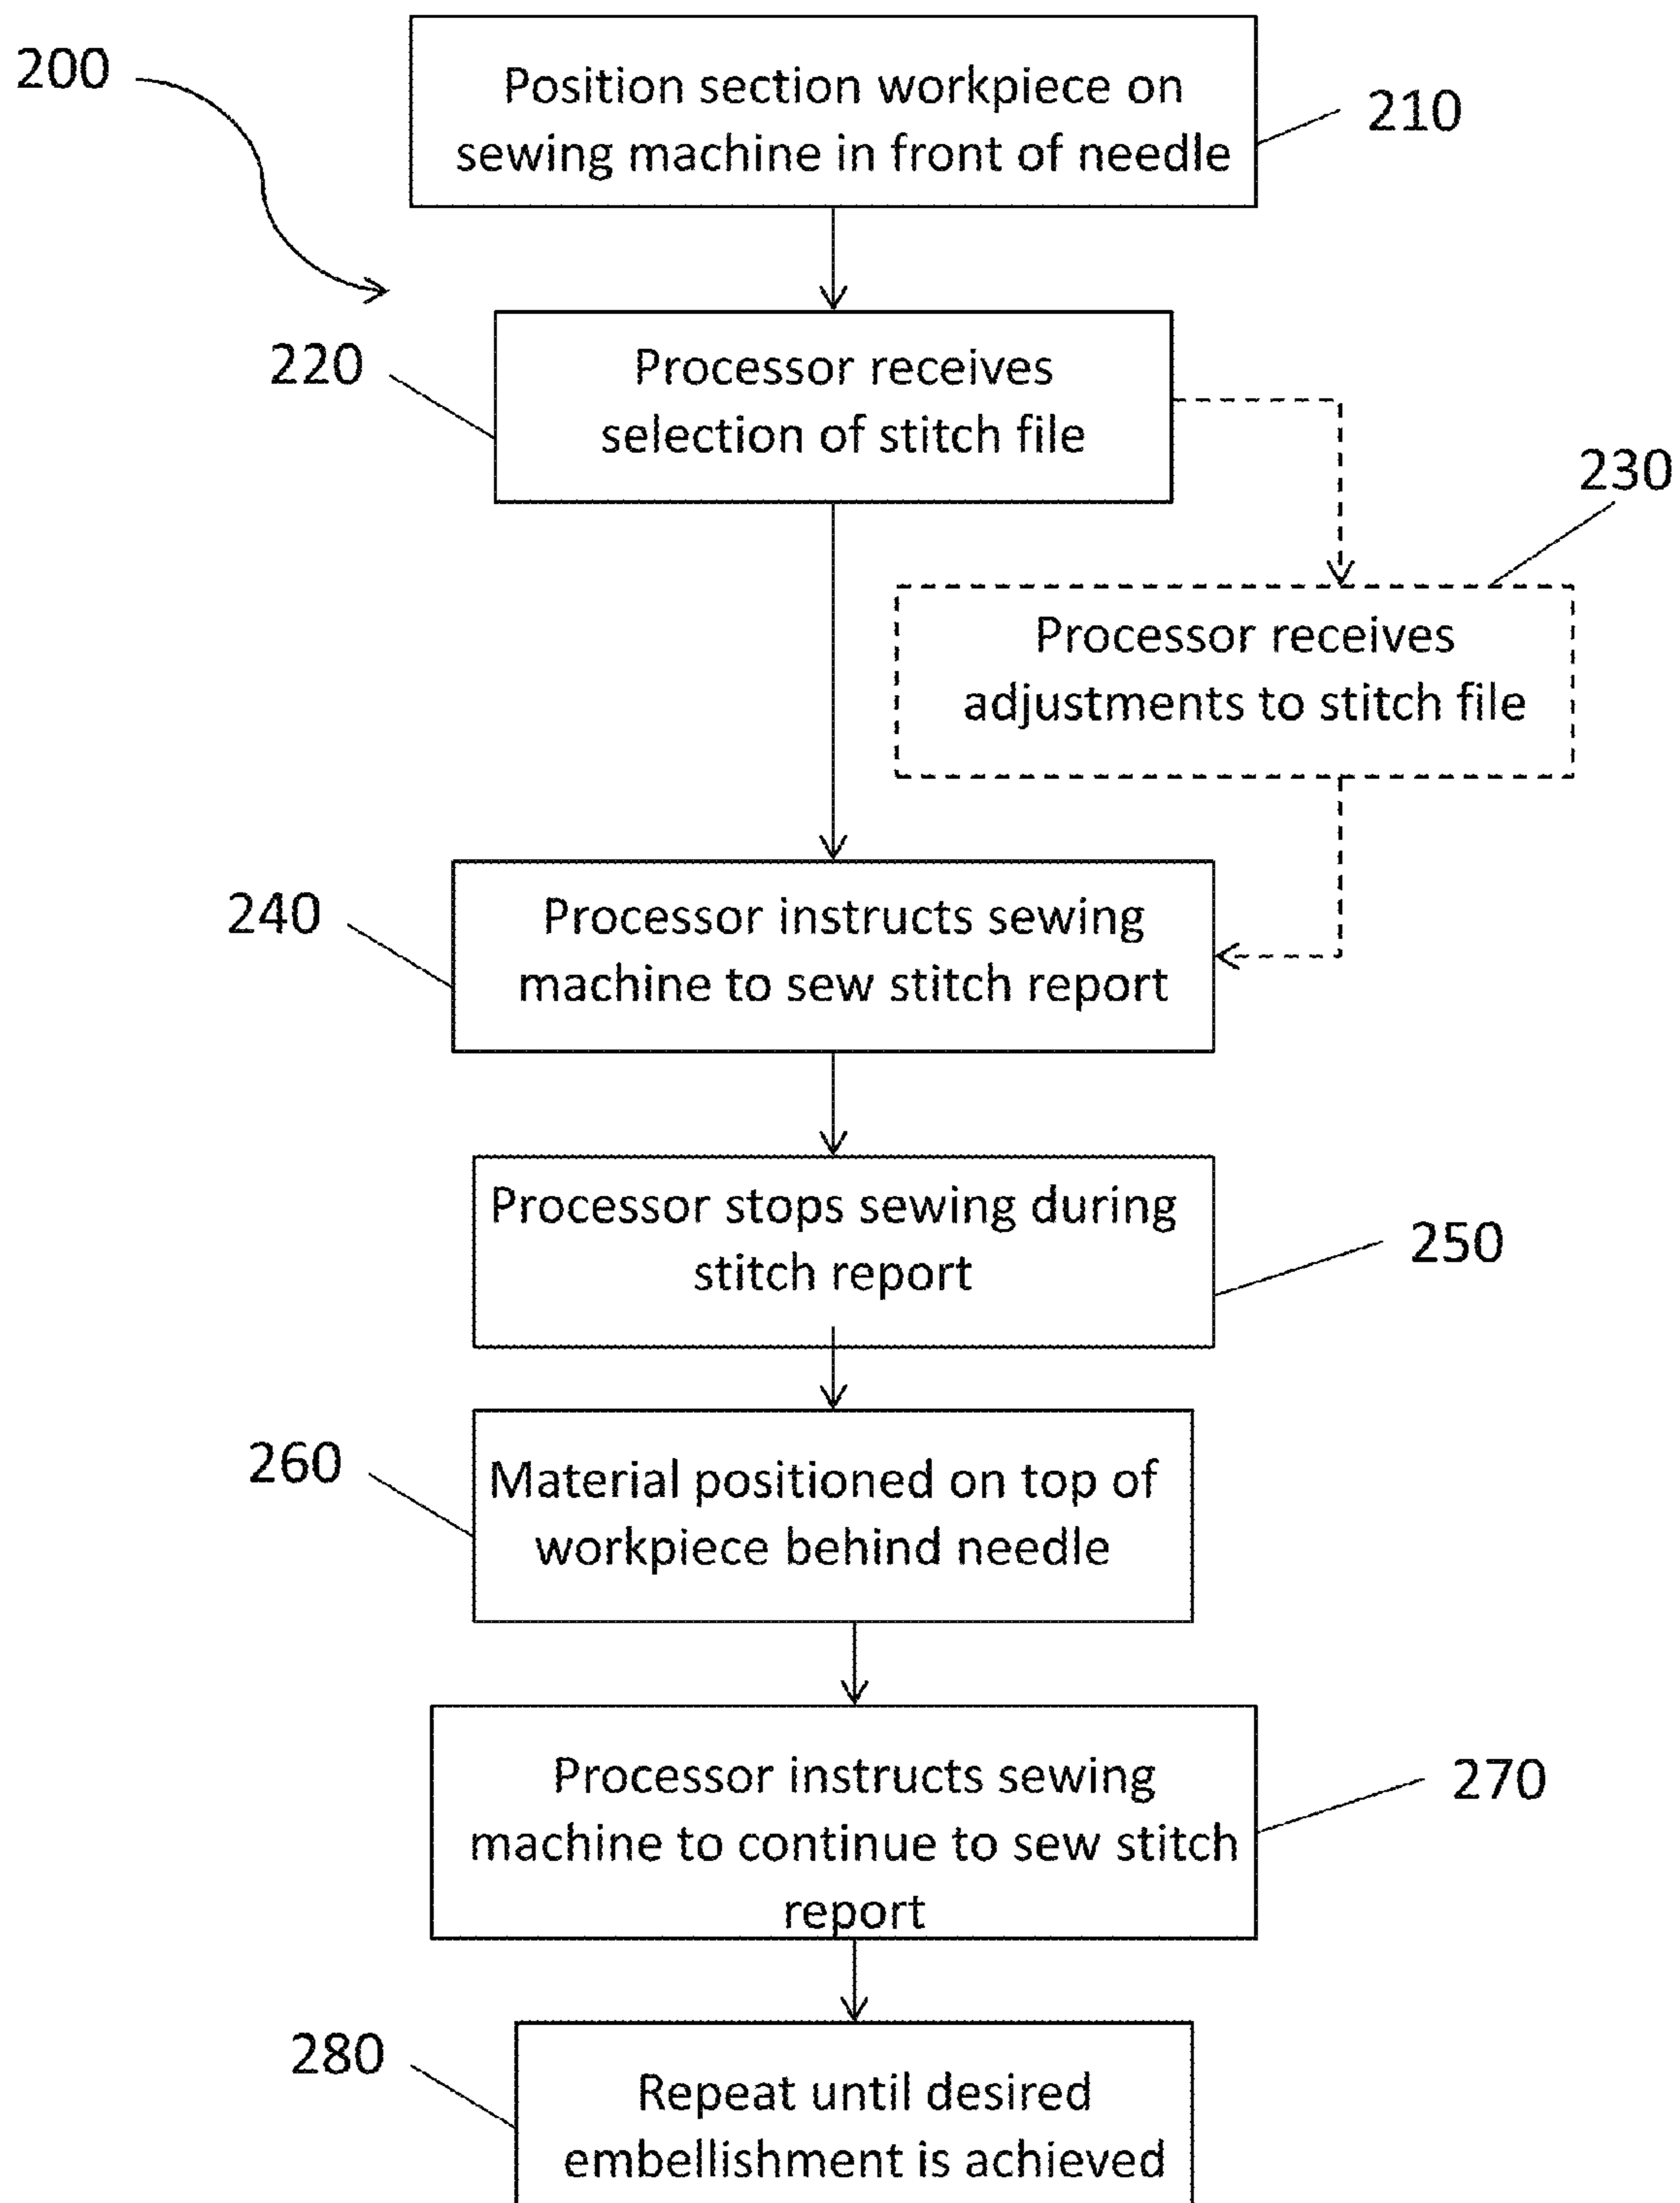 200
Position section workpiece on
sewing machine in front of needle
210
220
Processor receives
selection of stitch file
230
Processor receives
adjustments to stitch file
240
Processor instructs sewing
machine to sew stitch report
Processor stops sewing during
stitch report
250
260
Material positioned on top of
workpiece behind needle
Processor instructs sewing
machine to continue to sew stitch
report
270
280
Repeat until desired
embellishment is achieved